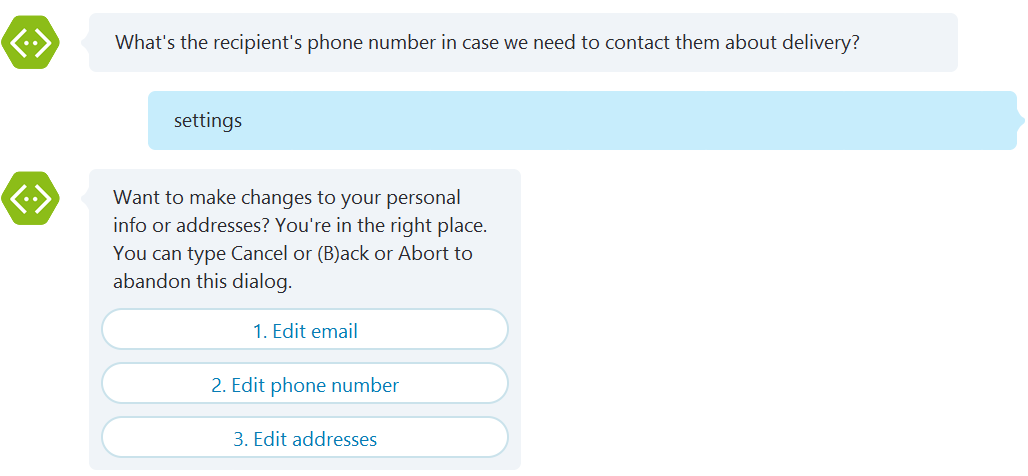 What's the recipient's phone number in case we need to contact them about delivery?
settings
Want to make changes to your personal
info or addresses? You're in the right place.
You can type Cancel or (B)ack or Abort to
abandon this dialog.
1. Edit email
2. Edit phone number
3. Edit addresses